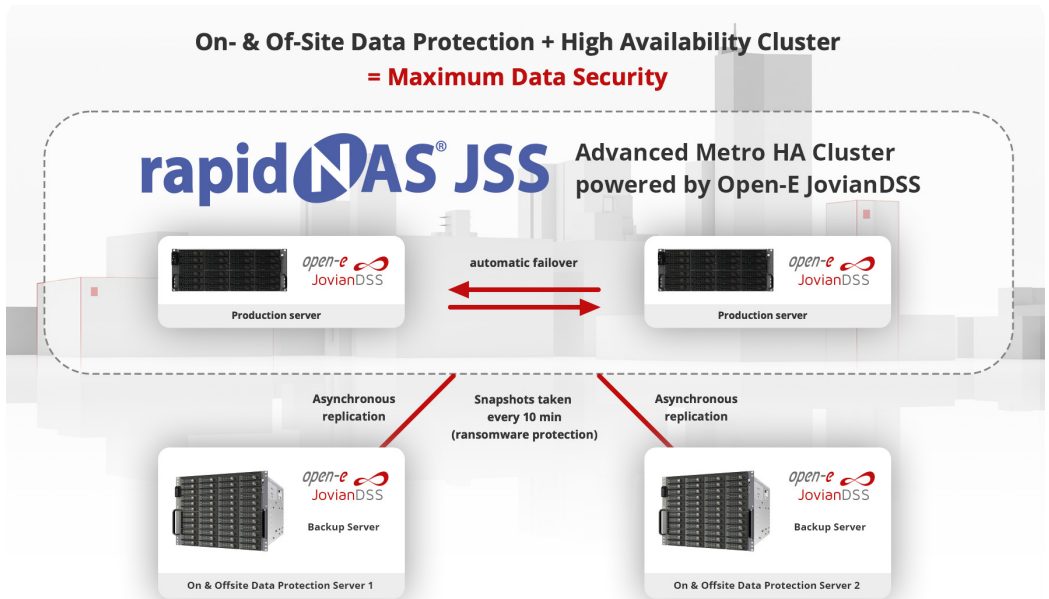 On- & Of-Site Data Protection + High Availability Cluster
= Maximum Data Security
rapidNAS® JSS
Advanced Metro HA Cluster
powered by Open-E JovianDSS
open-e
JovianDSS
Production server
automatic failover
open-e
JovianDSS
Production server
Asynchronous
replication
Snapshots taken
every 10 min
(ransomware protection)
Asynchronous
replication
open-e
JovianDSS
Backup Server
On & Offsite Data Protection Server 1
open-e
JovianDSS
Backup Server
On & Offsite Data Protection Server 2